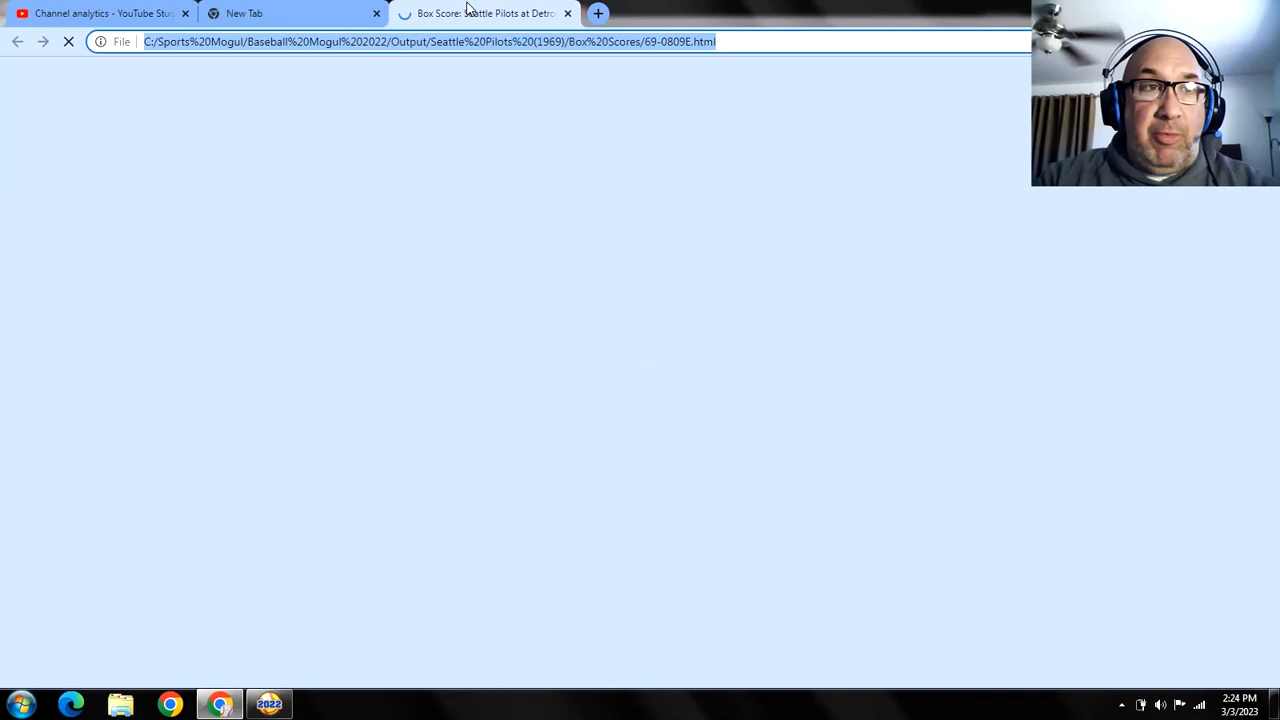 Channel analytics - YouTube Stu
New Tab
Box Score: Seattle Pilots at Detro
File
C:/Sports%20Mogul/Baseball%20Mogul%202022/Output/Seattle%20Pilots%20(1969)/Box%20Scores/69-0809E.html
2022
2:24 PM
3/3/2023